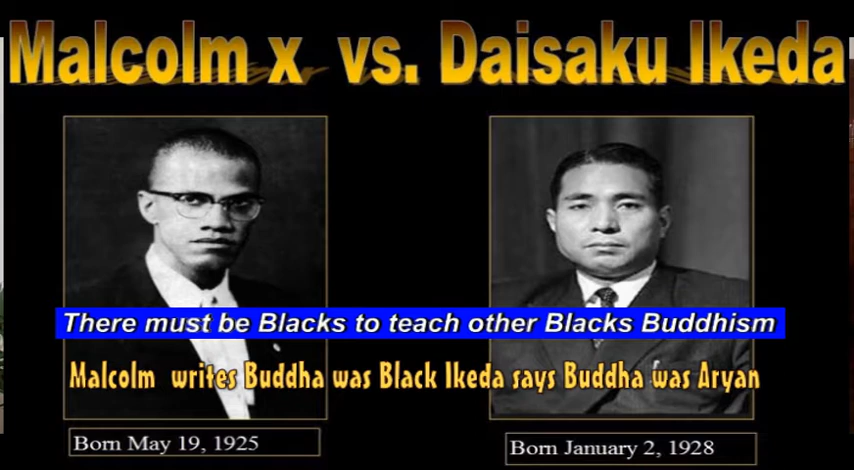 Malcolm x vs. Daisaku Ikeda
There must be Blacks to teach other Blacks Buddhism
Malcolm writes Buddha was Black Ikeda says Buddha was Aryan
Born May 19, 1925
Born January 2, 1928